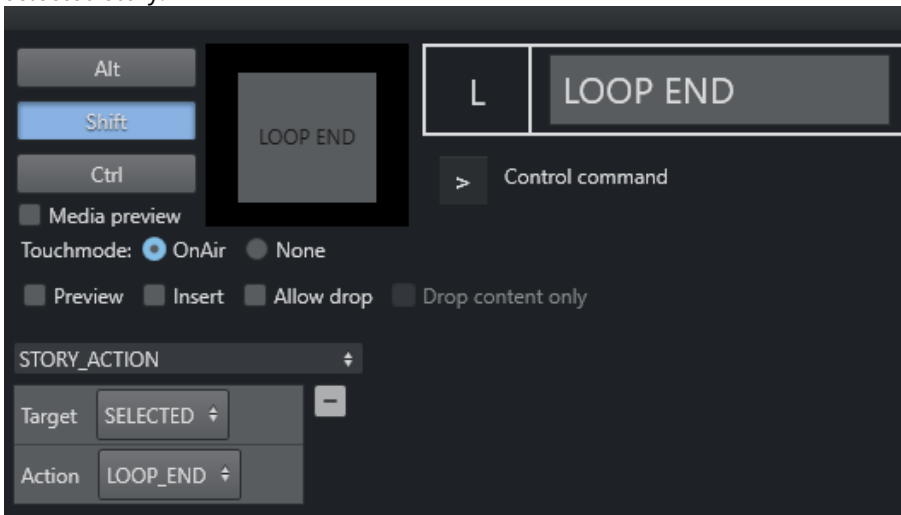 Alt
Shift
Ctrl
LOOP END
L
LOOP END
> Control command
Media preview
Touchmode: OnAir None
Preview Insert Allow drop Drop content only
STORY_ACTION
Target SELECTED
Action LOOP_END